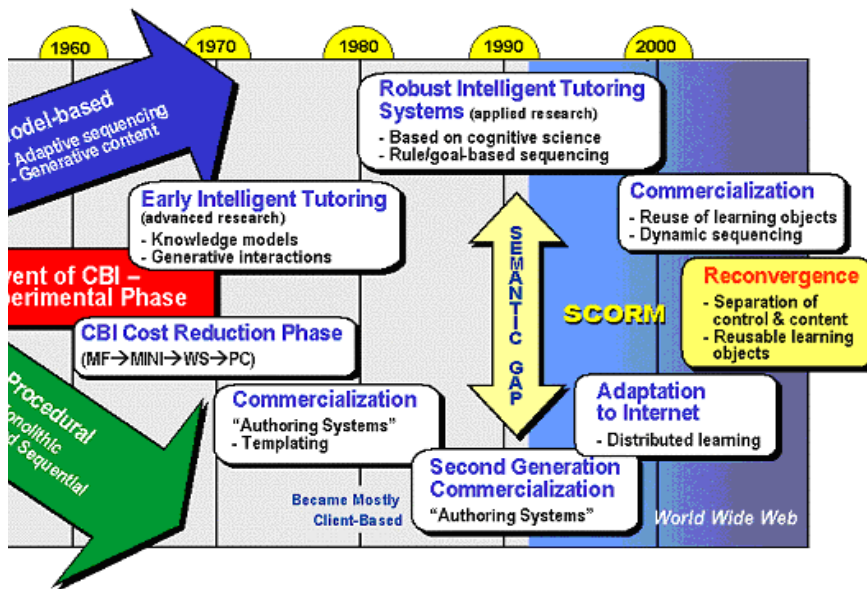 1960
1970
1980
1990
2000
odel-based
- Adaptive sequencing
- Generative content
Robust Intelligent Tutoring
Systems (applied research)
- Based on cognitive science
- Rule/goal-based sequencing
Early Intelligent Tutoring
(advanced research)
- Knowledge models
- Generative interactions
Commercialization
- Reuse of learning objects
- Dynamic sequencing
vent of CBI –
perimental Phase
SEMANTIC GAP
SCORM
Reconvergence
- Separation of
control & content
- Reusable learning
objects
CBI Cost Reduction Phase
(MF→MINI→WS→PC)
Procedural
onolithic
d Sequential
Commercialization
“Authoring Systems”
- Templating
Adaptation
to Internet
- Distributed learning
Second Generation
Commercialization
“Authoring Systems”
Became Mostly
Client-Based
World Wide Web